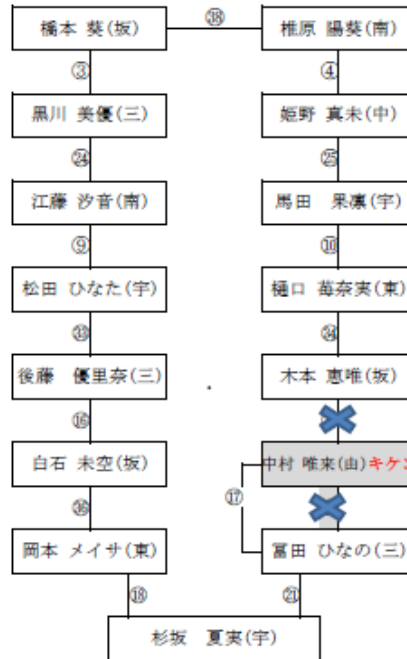 橋本 葵(坂) ㊳ 椎原 陽葵(南)
③ ④
黒川 美優(三) 姫野 真未(中)
㉔ ㉕
江藤 汐音(南) 馬田 果凛(宇)
⑨ ⑩
松田 ひなた(宇) 樋口 苺奈実(東)
㉝ ㉞
後藤 優里奈(三) 木本 恵唯(坂)
⑯
白石 未空(坂) 中村 唯来(山)キケン
㊱ ⑰
岡本 メイサ(東) 冨田 ひなの(三)
⑱ ㉑
杉坂 夏実(宇)